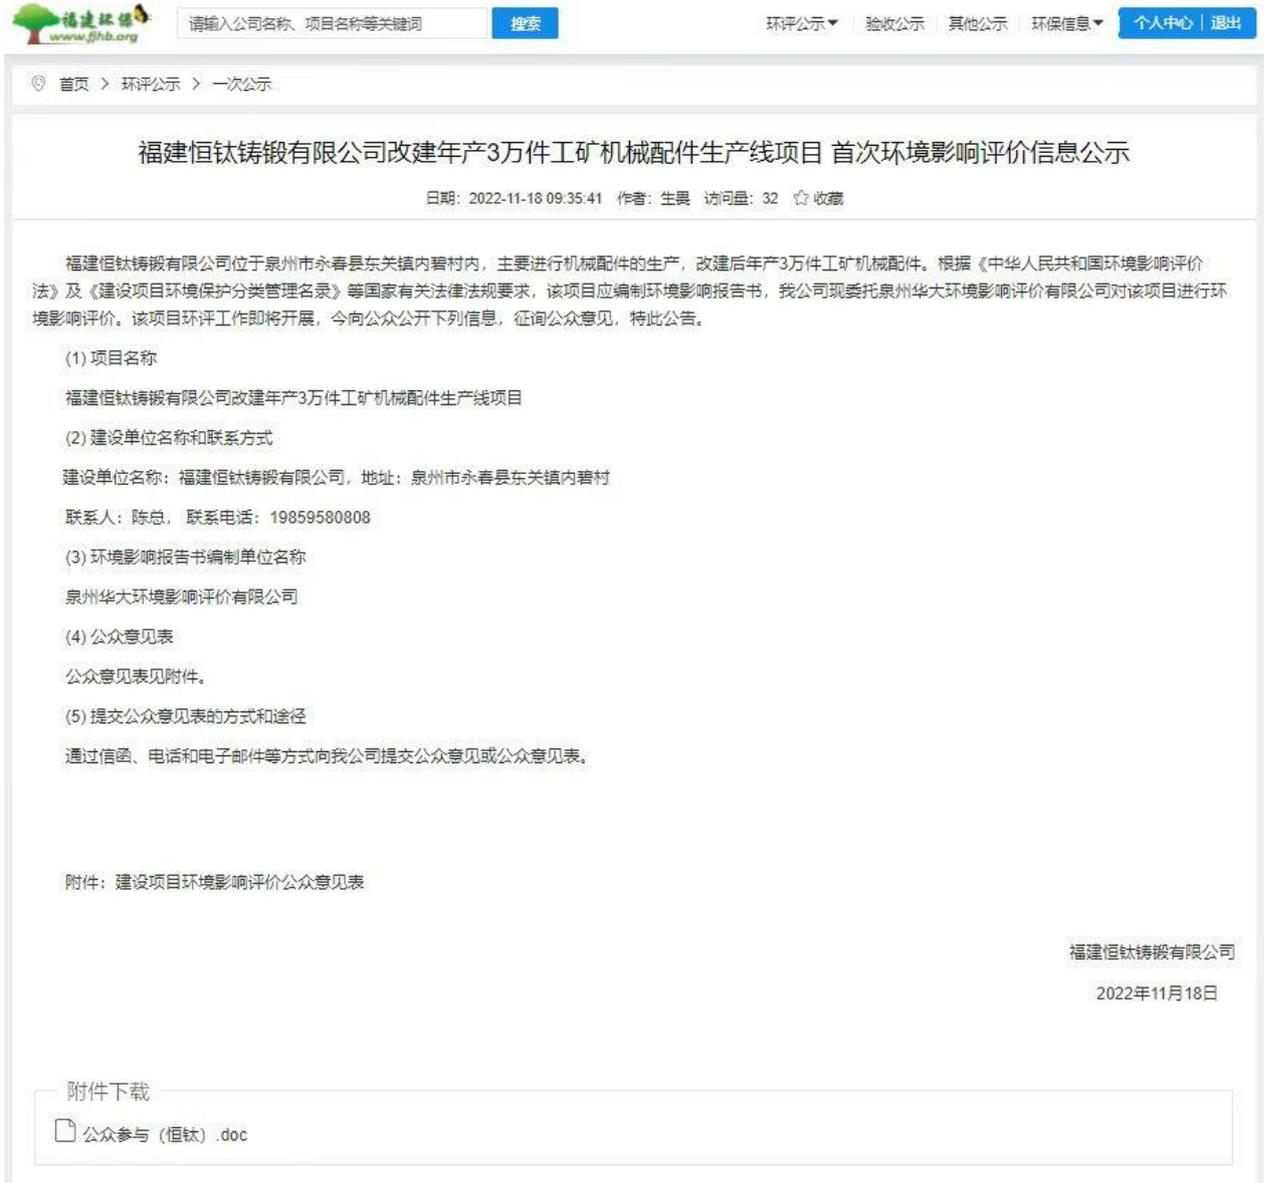 福建环保
www.fjhb.org
请输入公司名称、项目名称等关键词
搜索
环评公示 验收公示 其他公示 环保信息 个人中心 | 退出
首页 > 环评公示 > 一次公示
福建恒钛铸锻有限公司改建年产3万件工矿机械配件生产线项目 首次环境影响评价信息公示
日期：2022-11-18 09:35:41 作者：生畏 访问量：32 收藏
福建恒钛铸锻有限公司位于泉州市永春县东关镇内碧村内，主要进行机械配件的生产，改建后年产3万件工矿机械配件。根据《中华人民共和国环境影响评价
法》及《建设项目环境保护分类管理名录》等国家有关法律法规要求，该项目应编制环境影响报告书，我公司现委托泉州华大环境影响评价有限公司对该项目进行环
境影响评价。该项目环评工作即将开展，今向公众公开下列信息，征询公众意见，特此公告。
(1) 项目名称
福建恒钛铸锻有限公司改建年产3万件工矿机械配件生产线项目
(2) 建设单位名称和联系方式
建设单位名称：福建恒钛铸锻有限公司，地址：泉州市永春县东关镇内碧村
联系人：陈总， 联系电话：19859580808
(3) 环境影响报告书编制单位名称
泉州华大环境影响评价有限公司
(4) 公众意见表
公众意见表见附件。
(5) 提交公众意见表的方式和途径
通过信函、电话和电子邮件等方式向我公司提交公众意见或公众意见表。
附件：建设项目环境影响评价公众意见表
福建恒钛铸锻有限公司
2022年11月18日
附件下载
公众参与（恒钛）.doc